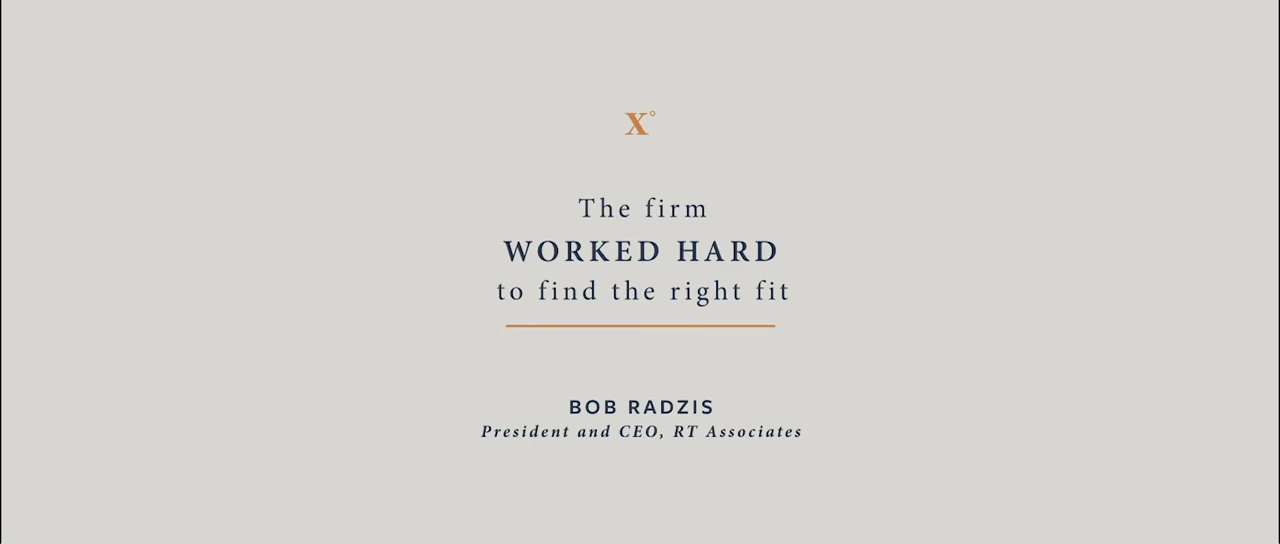 X°
The firm
WORKED HARD
to find the right fit
BOB RADZIS
President and CEO, RT Associates